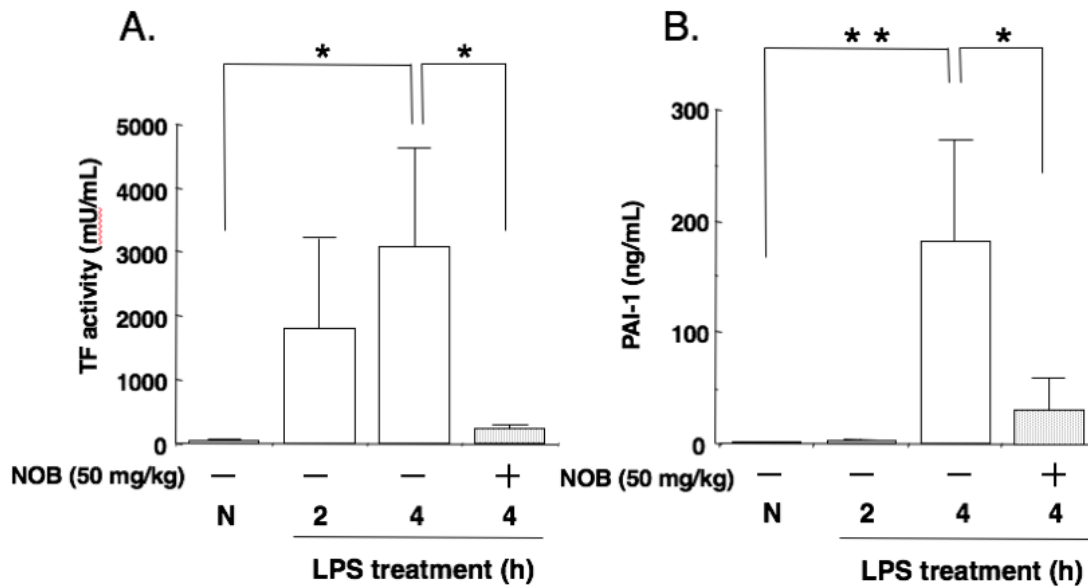 A.
* *
5000
4000
3000
2000
1000
0
TF activity (mU/mL)
NOB (50 mg/kg) − − − +
N 2 4 4
LPS treatment (h)
B.
* * *
300
200
100
0
PAI-1 (ng/mL)
NOB (50 mg/kg) − − − +
N 2 4 4
LPS treatment (h)